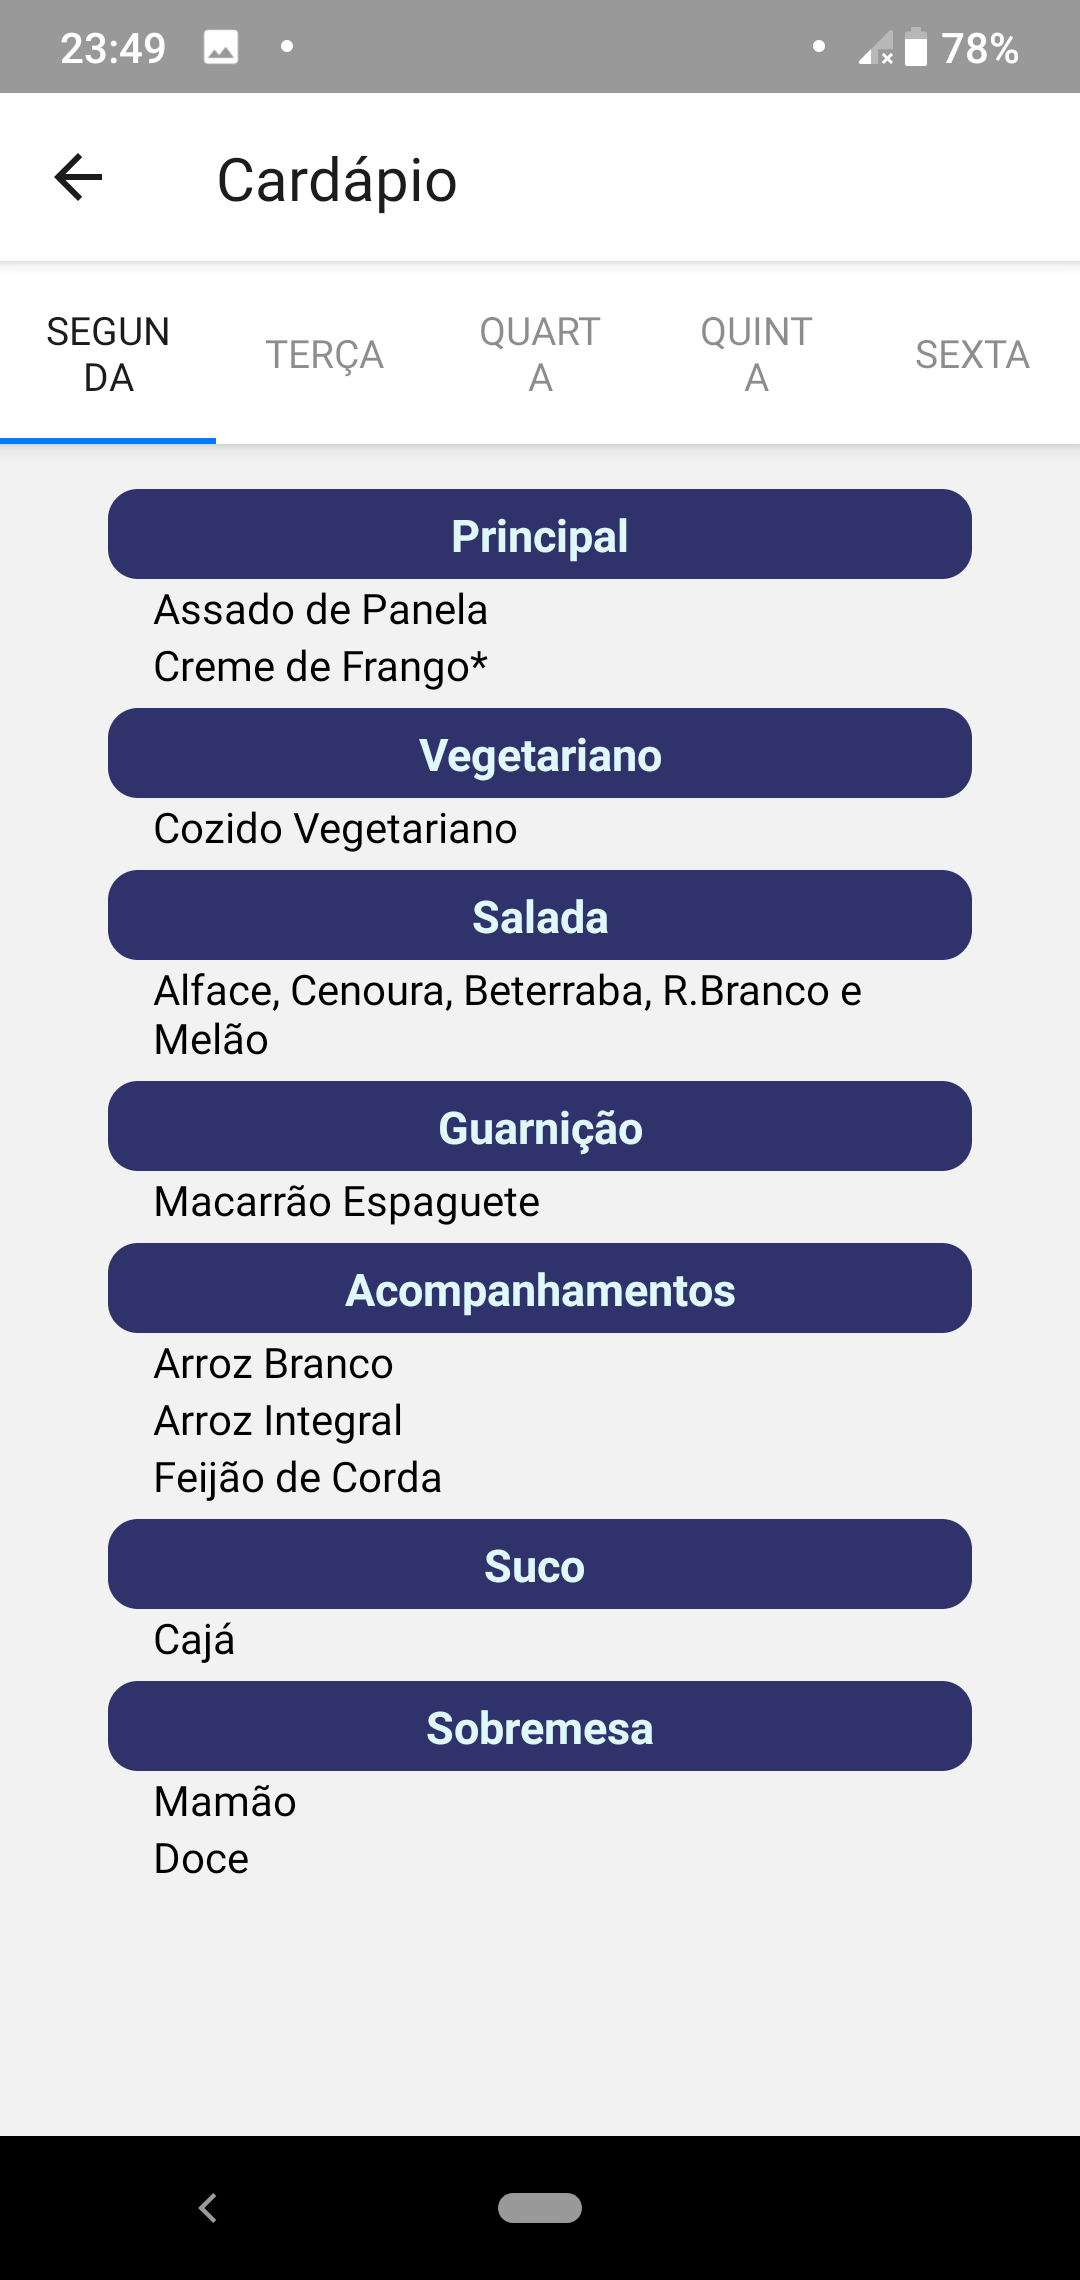 23:49
78%
Cardápio
SEGUN
DA
TERÇA
QUART
A
QUINT
A
SEXTA
Principal
Assado de Panela
Creme de Frango*
Vegetariano
Cozido Vegetariano
Salada
Alface, Cenoura, Beterraba, R.Branco e
Melão
Guarnição
Macarrão Espaguete
Acompanhamentos
Arroz Branco
Arroz Integral
Feijão de Corda
Suco
Cajá
Sobremesa
Mamão
Doce